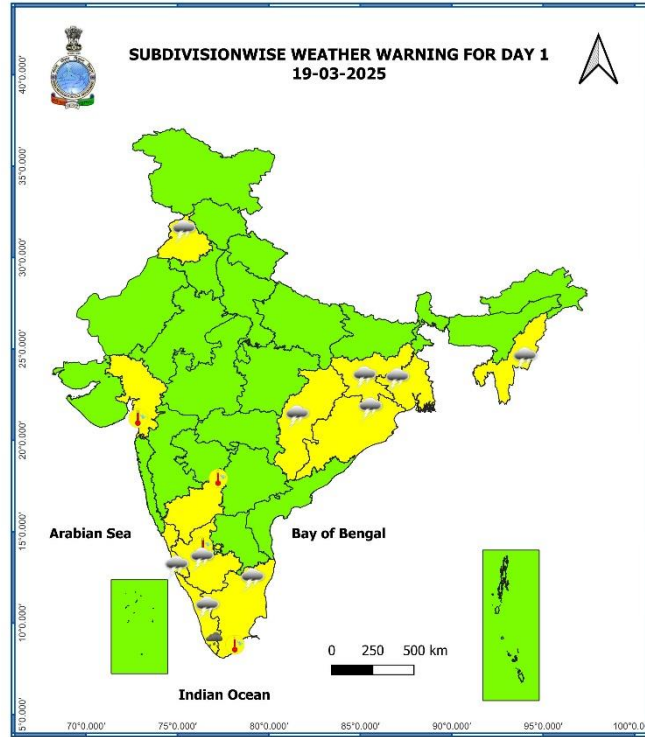 SUBDIVISIONWISE WEATHER WARNING FOR DAY 1
19-03-2025
40°0.000'
35°0.000'
30°0.000'
25°0.000'
20°0.000'
15°0.000'
10°0.000'
5°0.000'
Arabian Sea
Bay of Bengal
0 250 500 km
Indian Ocean
70°0.000' 75°0.000' 80°0.000' 85°0.000' 90°0.000' 95°0.000' 100°0.000'